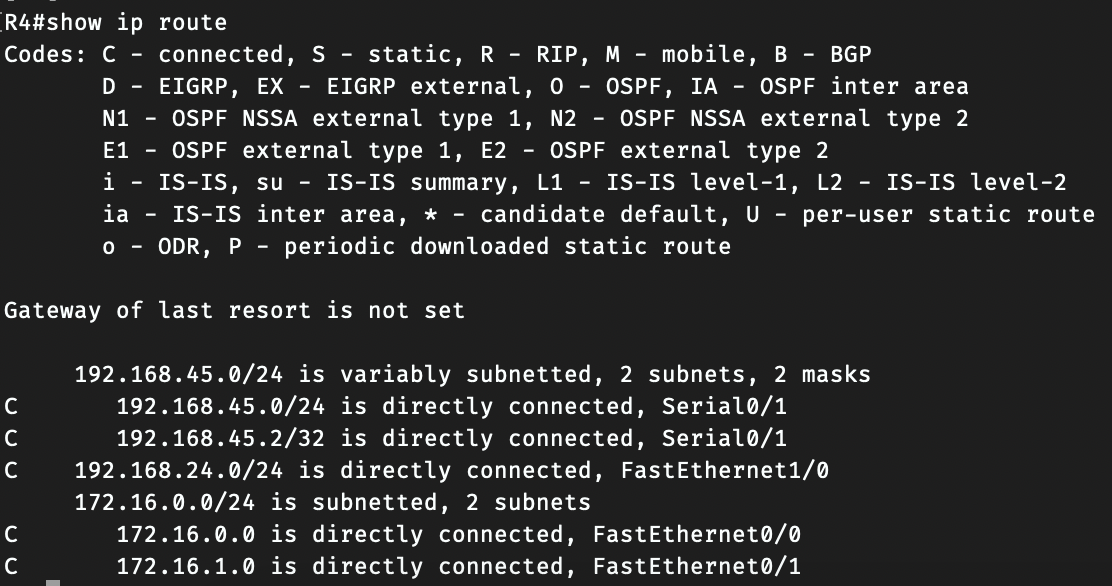 R4#show ip route
Codes: C - connected, S - static, R - RIP, M - mobile, B - BGP
       D - EIGRP, EX - EIGRP external, O - OSPF, IA - OSPF inter area
       N1 - OSPF NSSA external type 1, N2 - OSPF NSSA external type 2
       E1 - OSPF external type 1, E2 - OSPF external type 2
       i - IS-IS, su - IS-IS summary, L1 - IS-IS level-1, L2 - IS-IS level-2
       ia - IS-IS inter area, * - candidate default, U - per-user static route
       o - ODR, P - periodic downloaded static route

Gateway of last resort is not set

     192.168.45.0/24 is variably subnetted, 2 subnets, 2 masks
C       192.168.45.0/24 is directly connected, Serial0/1
C       192.168.45.2/32 is directly connected, Serial0/1
C    192.168.24.0/24 is directly connected, FastEthernet1/0
     172.16.0.0/24 is subnetted, 2 subnets
C       172.16.0.0 is directly connected, FastEthernet0/0
C       172.16.1.0 is directly connected, FastEthernet0/1